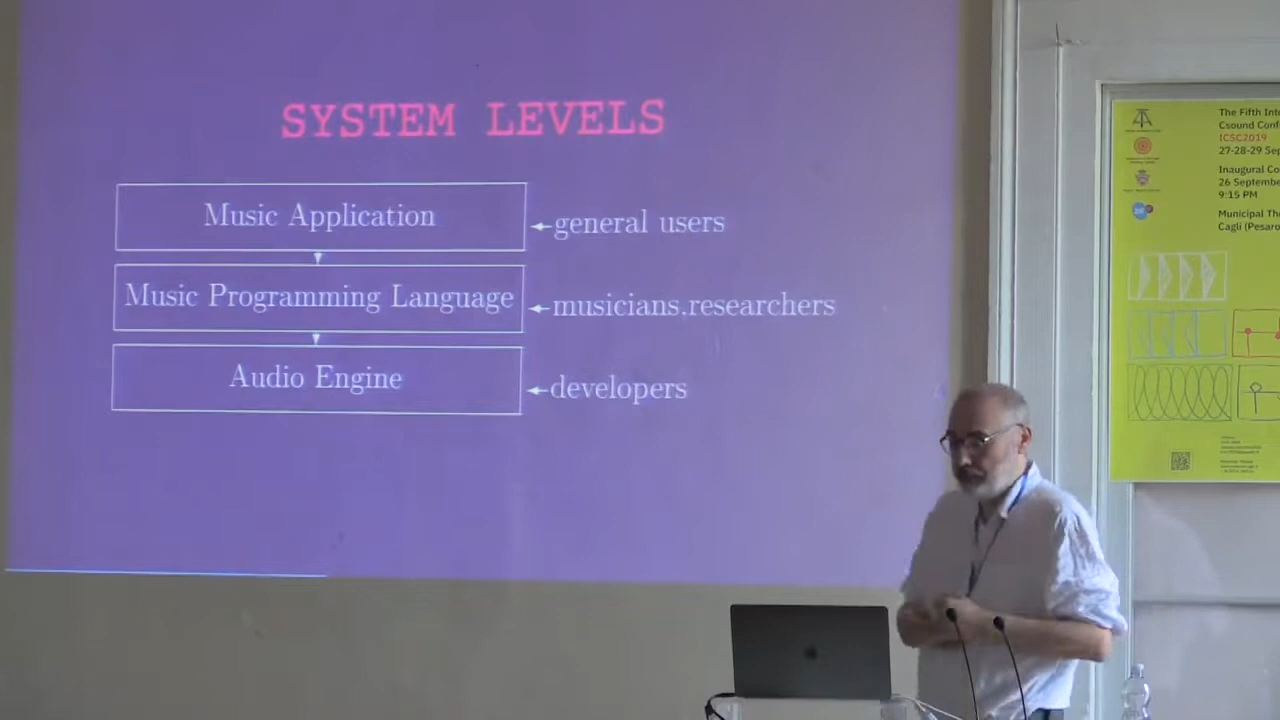 SYSTEM LEVELS
Music Application
general users
Music Programming Language
musicians,researchers
Audio Engine
developers
The Fifth Inte
Csound Conf
ICSC2019
27-28-29 Sep
Inaugural Co
26 Septembe
9:15 PM
Municipal The
Cagli (Pesaro